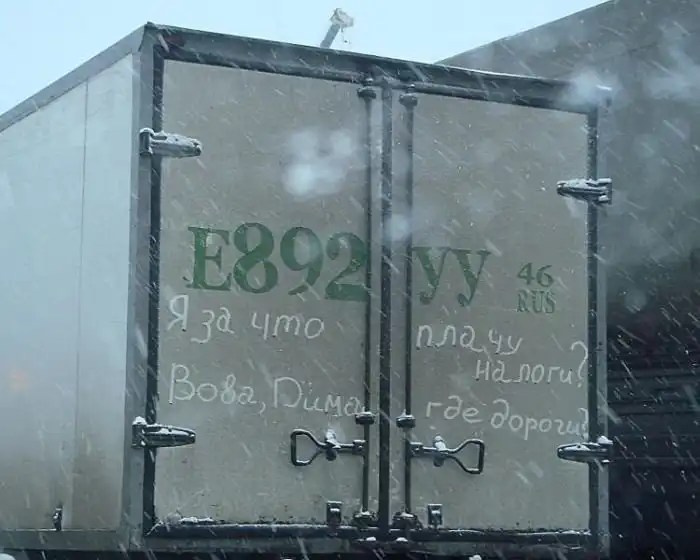 Е892 УУ 46
RUS
Я за что плачу
налоги?
Вова, Дима, где дороги?